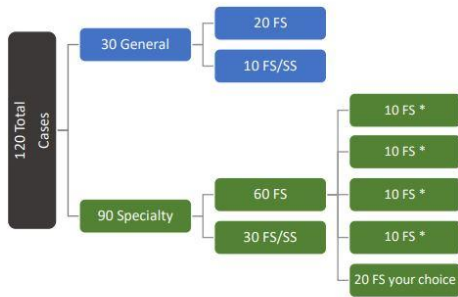 120 Total
Cases
30 General
20 FS
10 FS/SS
90 Specialty
60 FS
30 FS/SS
10 FS *
10 FS *
10 FS *
10 FS *
20 FS your choice